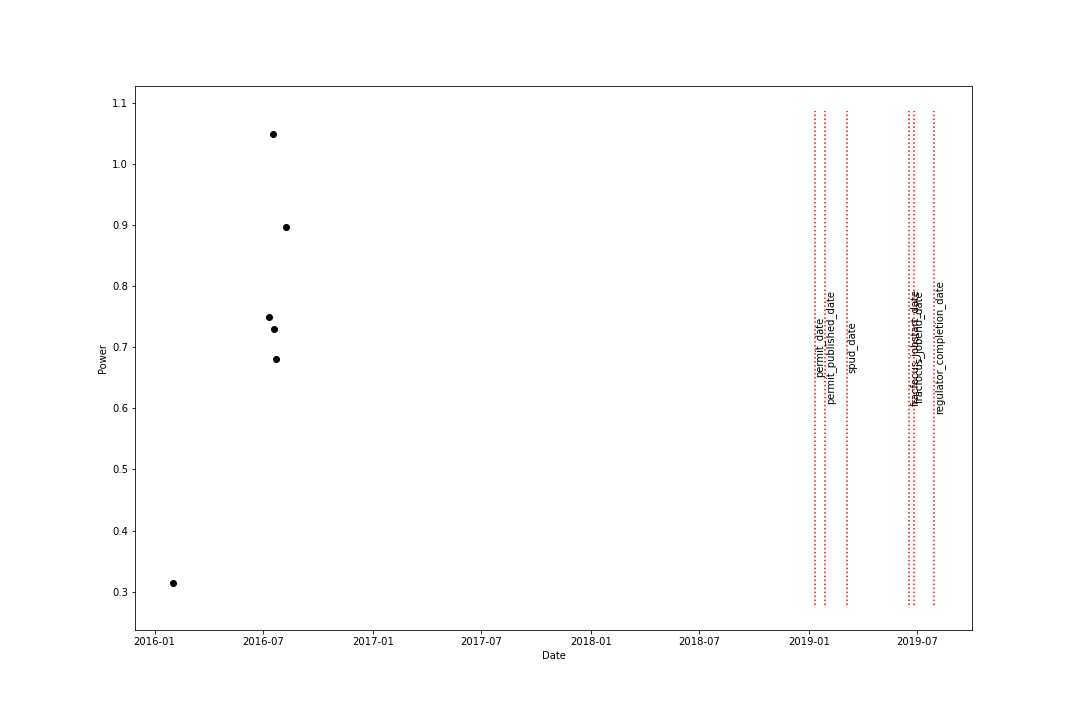 1.1
1.0
0.9
0.8
0.7
0.6
0.5
0.4
0.3
Power
permit_date
permit_published_date
spud_date
fracfocus_jobstart_date
fracfocus_jobend_date
regulator_completion_date
2016-01
2016-07
2017-01
2017-07
2018-01
2018-07
2019-01
2019-07
Date